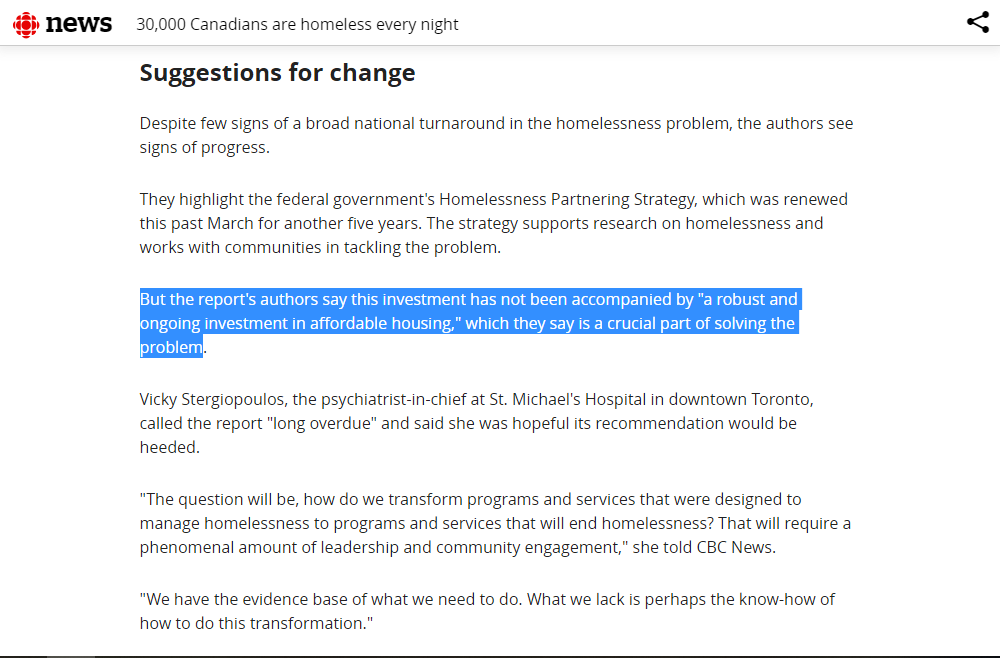 news 30,000 Canadians are homeless every night
Suggestions for change
Despite few signs of a broad national turnaround in the homelessness problem, the authors see
signs of progress.
They highlight the federal government's Homelessness Partnering Strategy, which was renewed
this past March for another five years. The strategy supports research on homelessness and
works with communities in tackling the problem.
But the report's authors say this investment has not been accompanied by "a robust and
ongoing investment in affordable housing," which they say is a crucial part of solving the
problem.
Vicky Stergiopoulos, the psychiatrist-in-chief at St. Michael's Hospital in downtown Toronto,
called the report "long overdue" and said she was hopeful its recommendation would be
heeded.
"The question will be, how do we transform programs and services that were designed to
manage homelessness to programs and services that will end homelessness? That will require a
phenomenal amount of leadership and community engagement," she told CBC News.
"We have the evidence base of what we need to do. What we lack is perhaps the know-how of
how to do this transformation."